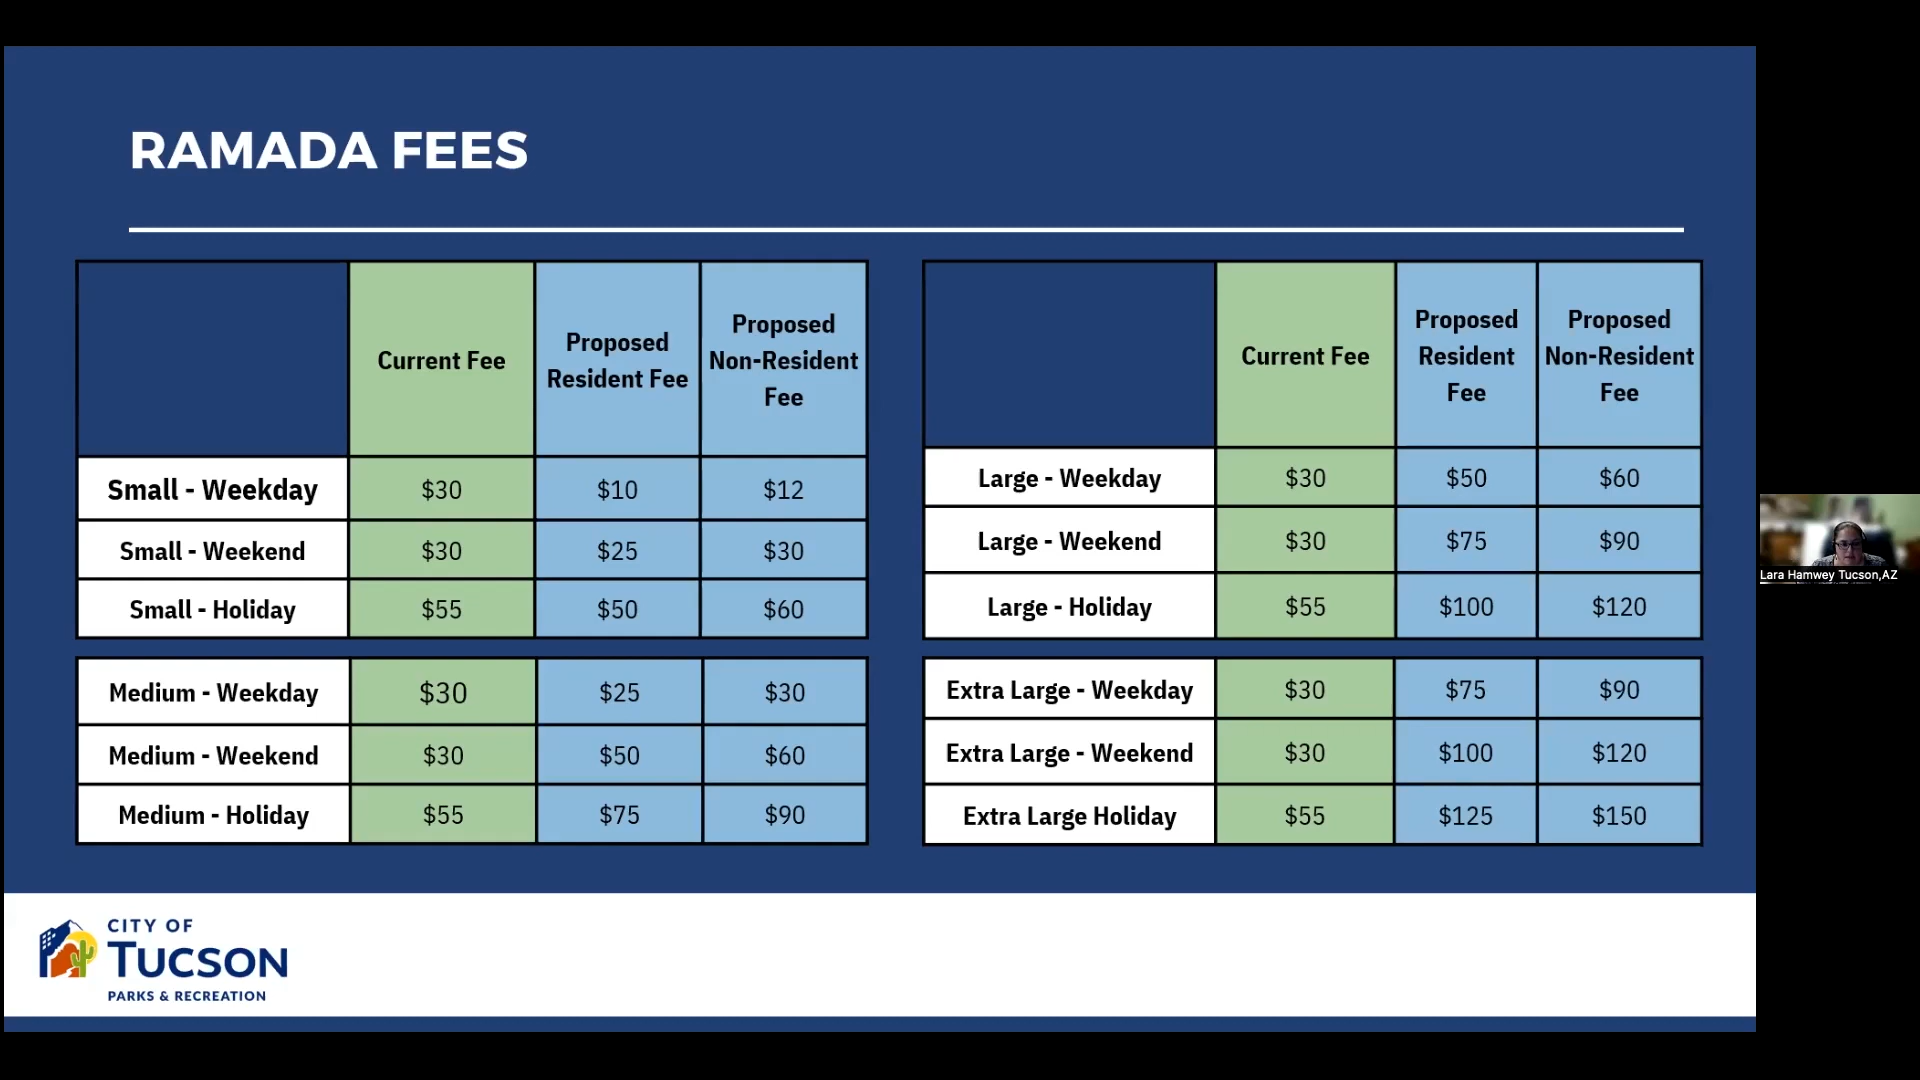 RAMADA FEES
Current Fee
Proposed
Resident Fee
Proposed
Non-Resident
Fee
Small - Weekday $30 $10 $12
Small - Weekend $30 $25 $30
Small - Holiday $55 $50 $60
Medium - Weekday $30 $25 $30
Medium - Weekend $30 $50 $60
Medium - Holiday $55 $75 $90
Current Fee
Proposed
Resident
Fee
Proposed
Non-Resident
Fee
Large - Weekday $30 $50 $60
Large - Weekend $30 $75 $90
Large - Holiday $55 $100 $120
Extra Large - Weekday $30 $75 $90
Extra Large - Weekend $30 $100 $120
Extra Large Holiday $55 $125 $150
CITY OF
TUCSON
PARKS & RECREATION
Lara Hamwey Tucson,AZ